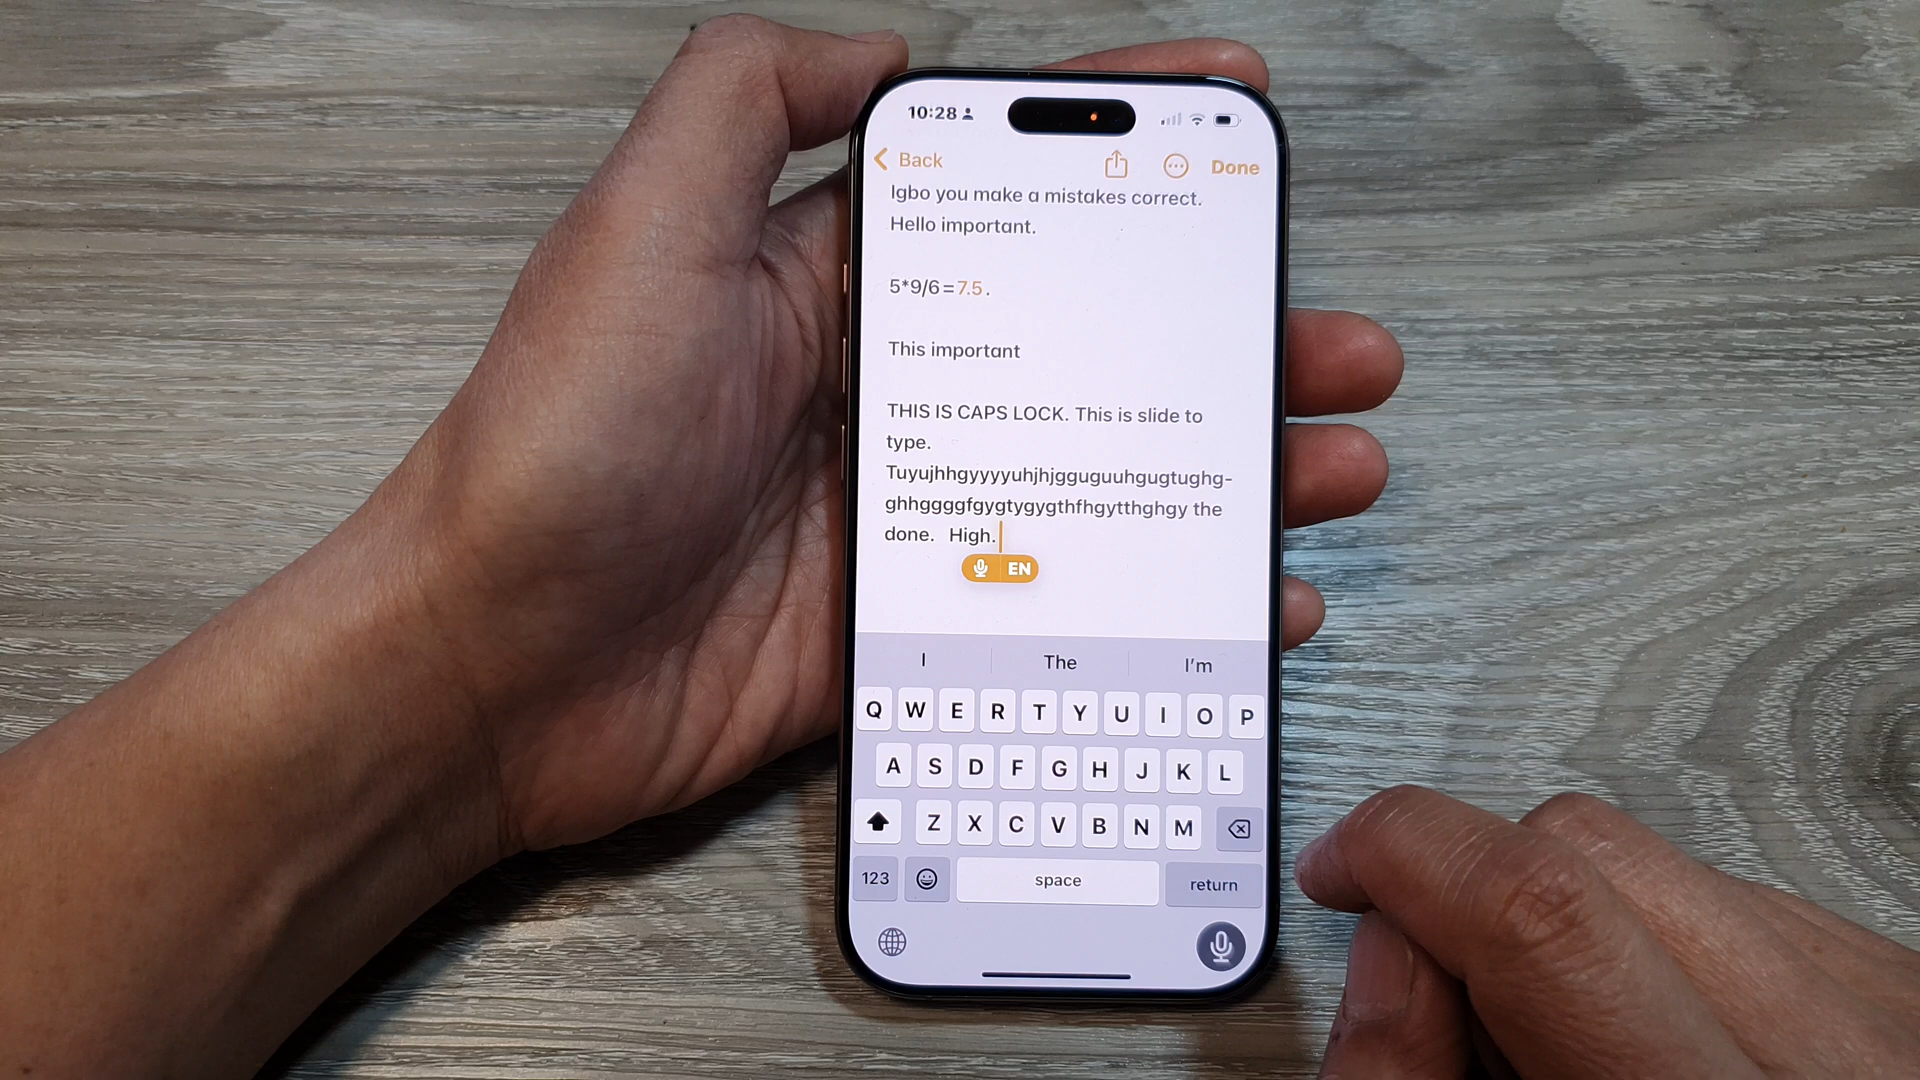 10:28
Back
Done
Igbo you make a mistakes correct.
Hello important.
5*9/6=7.5.
This important
THIS IS CAPS LOCK. This is slide to
type.
Tuyujhhgyyyyuhjhjgguguuhgugtughg-
ghhggggfgygtygygthfhgytthghgy the
done. High.
EN
I The I'm
Q W E R T Y U I O P
A S D F G H J K L
Z X C V B N M
123 space return